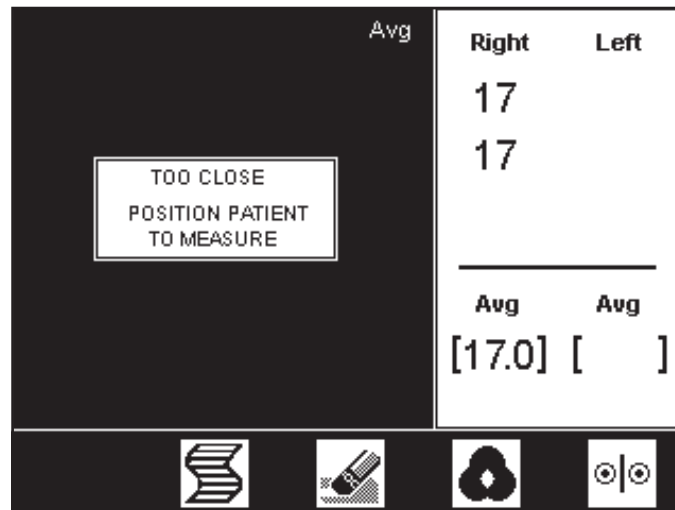 Avg
TOO CLOSE
POSITION PATIENT
TO MEASURE
Right Left
17
17
Avg Avg
[17.0] [ ]